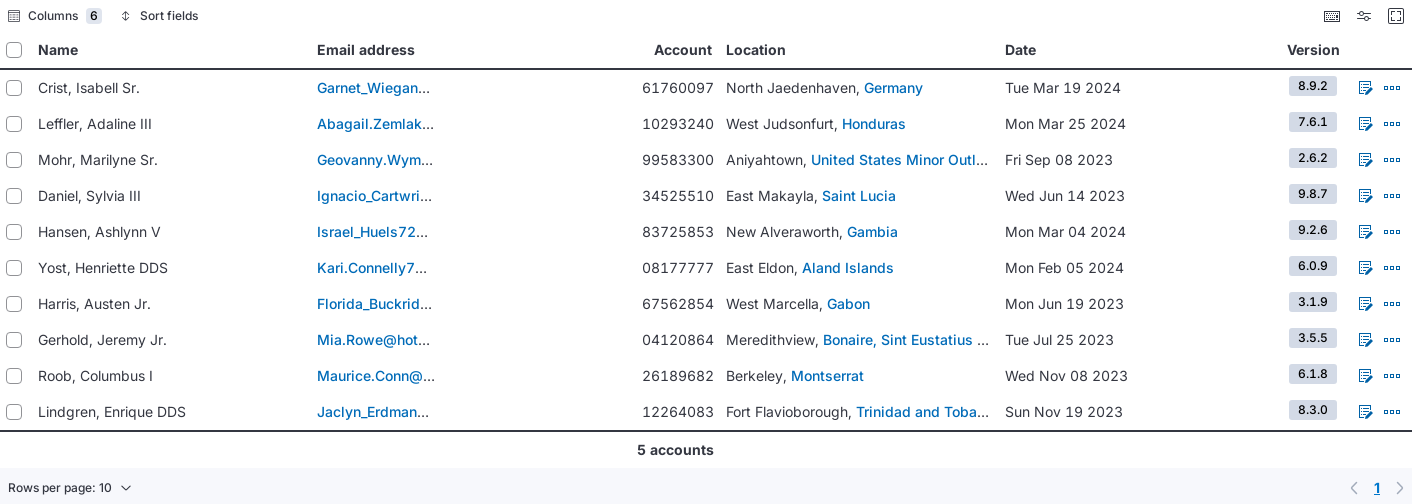 Columns 6 Sort fields
Name Email address Account Location Date Version
Crist, Isabell Sr. Garnet_Wiegan... 61760097 North Jaedenhaven, Germany Tue Mar 19 2024 8.9.2
Leffler, Adaline III Abagail.Zemlak... 10293240 West Judsonfurt, Honduras Mon Mar 25 2024 7.6.1
Mohr, Marilyne Sr. Geovanny.Wym... 99583300 Aniyahtown, United States Minor Outl... Fri Sep 08 2023 2.6.2
Daniel, Sylvia III Ignacio_Cartwri... 34525510 East Makayla, Saint Lucia Wed Jun 14 2023 9.8.7
Hansen, Ashlynn V Israel_Huels72... 83725853 New Alveraworth, Gambia Mon Mar 04 2024 9.2.6
Yost, Henriette DDS Kari.Connelly7... 08177777 East Eldon, Aland Islands Mon Feb 05 2024 6.0.9
Harris, Austen Jr. Florida_Buckrid... 67562854 West Marcella, Gabon Mon Jun 19 2023 3.1.9
Gerhold, Jeremy Jr. Mia.Rowe@hot... 04120864 Meredithview, Bonaire, Sint Eustatius ... Tue Jul 25 2023 3.5.5
Roob, Columbus I Maurice.Conn@... 26189682 Berkeley, Montserrat Wed Nov 08 2023 6.1.8
Lindgren, Enrique DDS Jaclyn_Erdman... 12264083 Fort Flavioborough, Trinidad and Toba... Sun Nov 19 2023 8.3.0
5 accounts
Rows per page: 10 1